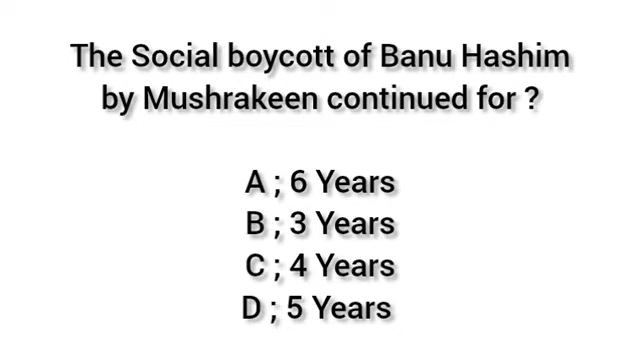 The Social boycott of Banu Hashim
by Mushrakeen continued for ?
A ; 6 Years
B ; 3 Years
C ; 4 Years
D ; 5 Years